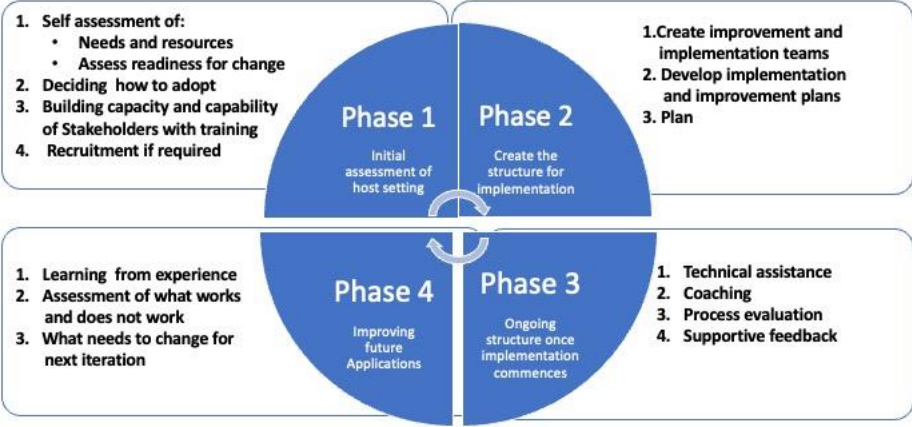 1. Self assessment of:
• Needs and resources
• Assess readiness for change
2. Deciding how to adopt
3. Building capacity and capability
of Stakeholders with training
4. Recruitment if required
Phase 1
Initial
assessment of
host setting
Phase 2
Create the
structure for
implementation
1.Create improvement and
implementation teams
2. Develop implementation
and improvement plans
3. Plan
1. Learning from experience
2. Assessment of what works
and does not work
3. What needs to change for
next iteration
Phase 4
Improving
future
Applications
Phase 3
Ongoing
structure once
implementation
commences
1. Technical assistance
2. Coaching
3. Process evaluation
4. Supportive feedback